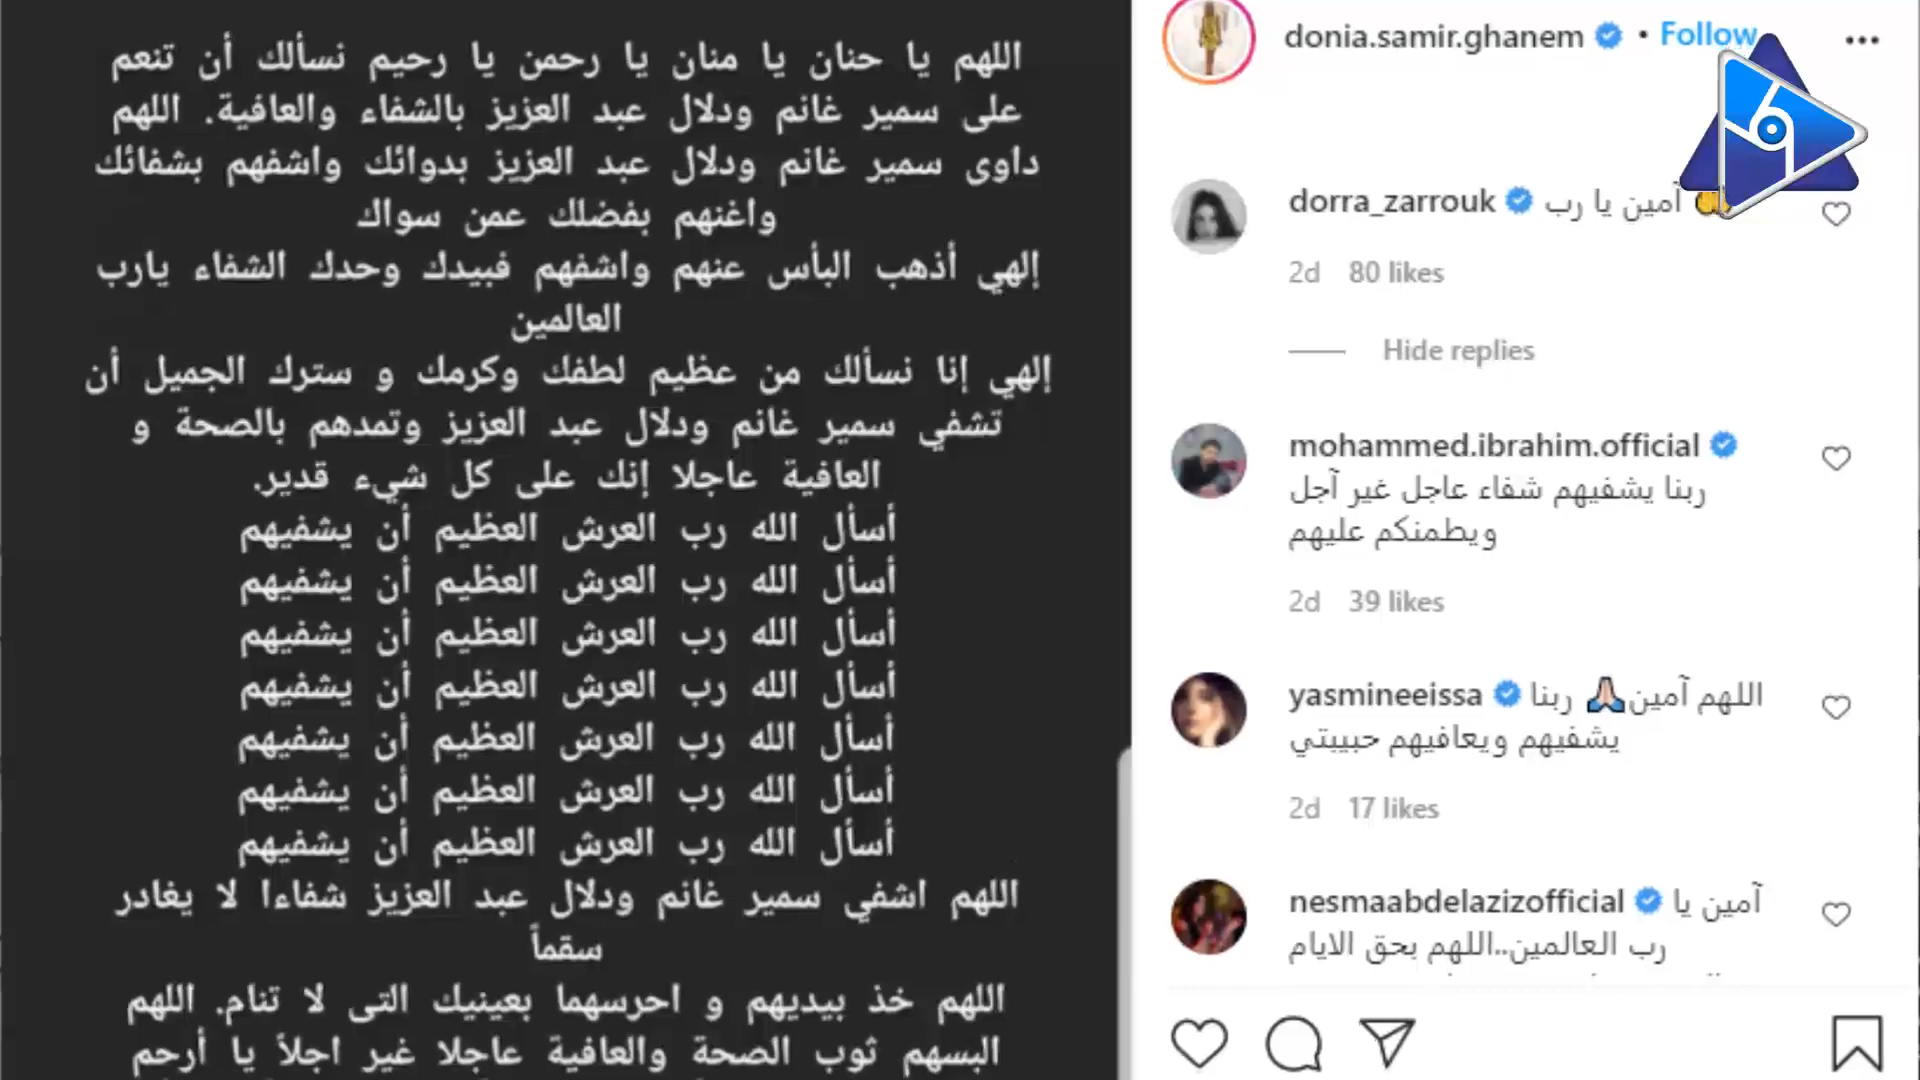 اللهم يا حنان يا منان يا رحمن يا رحيم نسألك أن تنعم
على سمير غانم ودلال عبد العزيز بالشفاء والعافية. اللهم
داوى سمير غانم ودلال عبد العزيز بدوائك واشفهم بشفائك
واغنهم بفضلك عمن سواك
إلهي أذهب البأس عنهم واشفهم فبيدك وحدك الشفاء يارب
العالمين
إلهي إنا نسألك من عظيم لطفك وكرمك و سترك الجميل أن
تشفي سمير غانم ودلال عبد العزيز وتمدهم بالصحة و
العافية عاجلا إنك على كل شيء قدير.
أسأل الله رب العرش العظيم أن يشفيهم
أسأل الله رب العرش العظيم أن يشفيهم
أسأل الله رب العرش العظيم أن يشفيهم
أسأل الله رب العرش العظيم أن يشفيهم
أسأل الله رب العرش العظيم أن يشفيهم
أسأل الله رب العرش العظيم أن يشفيهم
أسأل الله رب العرش العظيم أن يشفيهم
اللهم اشفي سمير غانم ودلال عبد العزيز شفاءا لا يغادر
سقماً
اللهم خذ بيديهم و احرسهما بعينيك التى لا تنام. اللهم
البسهم ثوب الصحة والعافية عاجلا غير اجلاً يا أرحم
donia.samir.ghanem • Follow
dorra_zarrouk آمين يا رب
2d 80 likes
Hide replies
mohammed.ibrahim.official
ربنا يشفيهم شفاء عاجل غير آجل
ويطمنكم عليهم
2d 39 likes
yasmineeissa اللهم آمين🙏🏻 ربنا
يشفيهم ويعافيهم حبيبتي
2d 17 likes
nesmaabdelazizofficial آمين يا
رب العالمين..اللهم بحق الايام